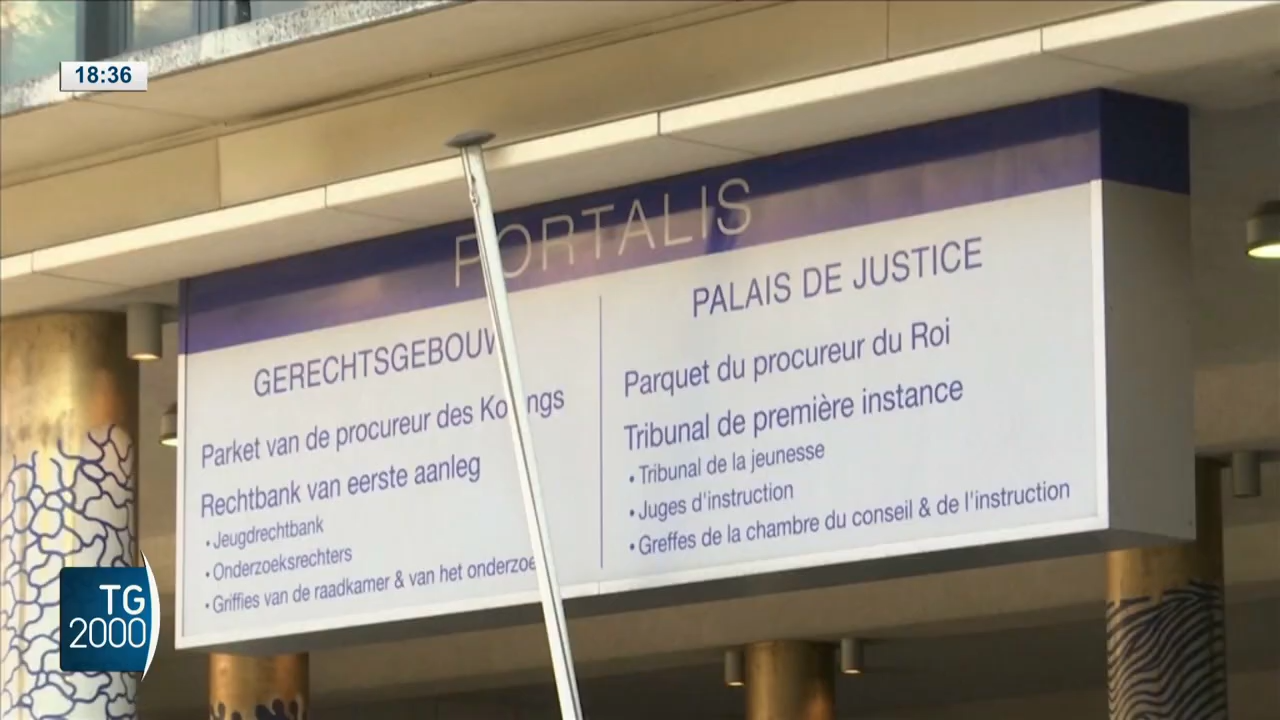 18:36
PORTALIS
GERECHTSGEBOUW
Parket van de procureur des
Rechtbank van eerste aanleg
• Jeugdrechtbank
• Onderzoeksrechters
• Griffies van de raadkamer & van het
PALAIS DE JUSTICE
Parquet du procureur du Roi
Tribunal de première instance
• Tribunal de la jeunesse
• Juges d'instruction
• Greffes de la chambre du conseil & de l'instruction
TG
2000